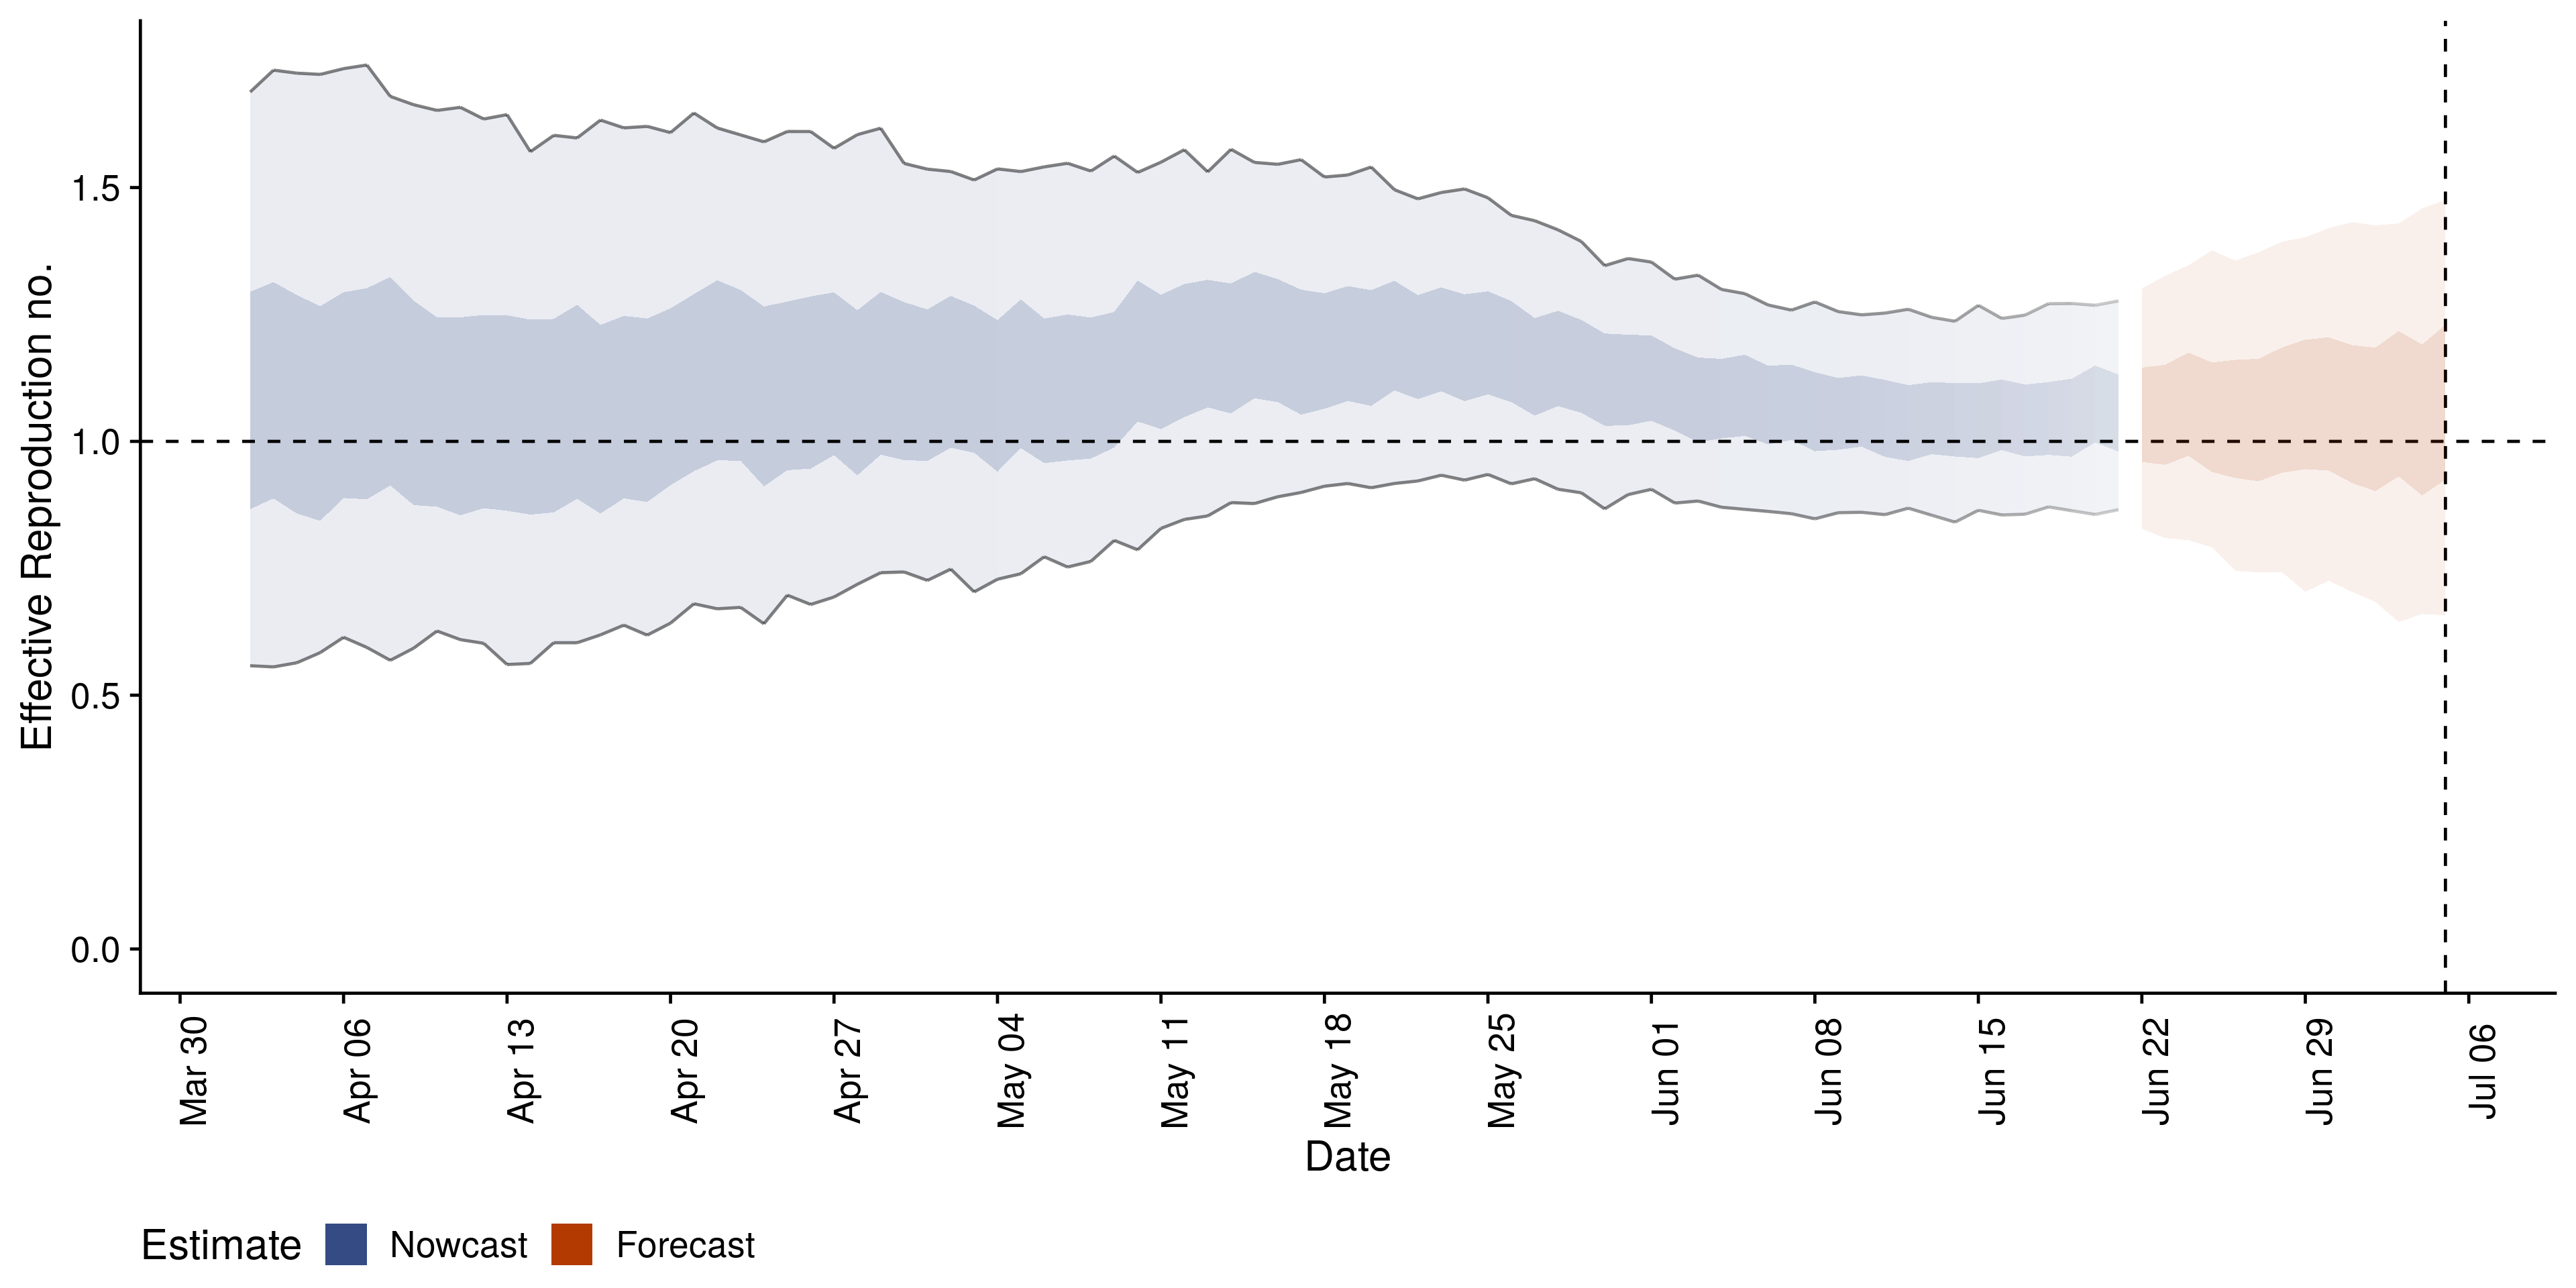 Effective Reproduction no.
1.5
1.0
0.5
0.0
Mar 30
Apr 06
Apr 13
Apr 20
Apr 27
May 04
May 11
May 18
May 25
Jun 01
Jun 08
Jun 15
Jun 22
Jun 29
Jul 06
Date
Estimate Nowcast Forecast